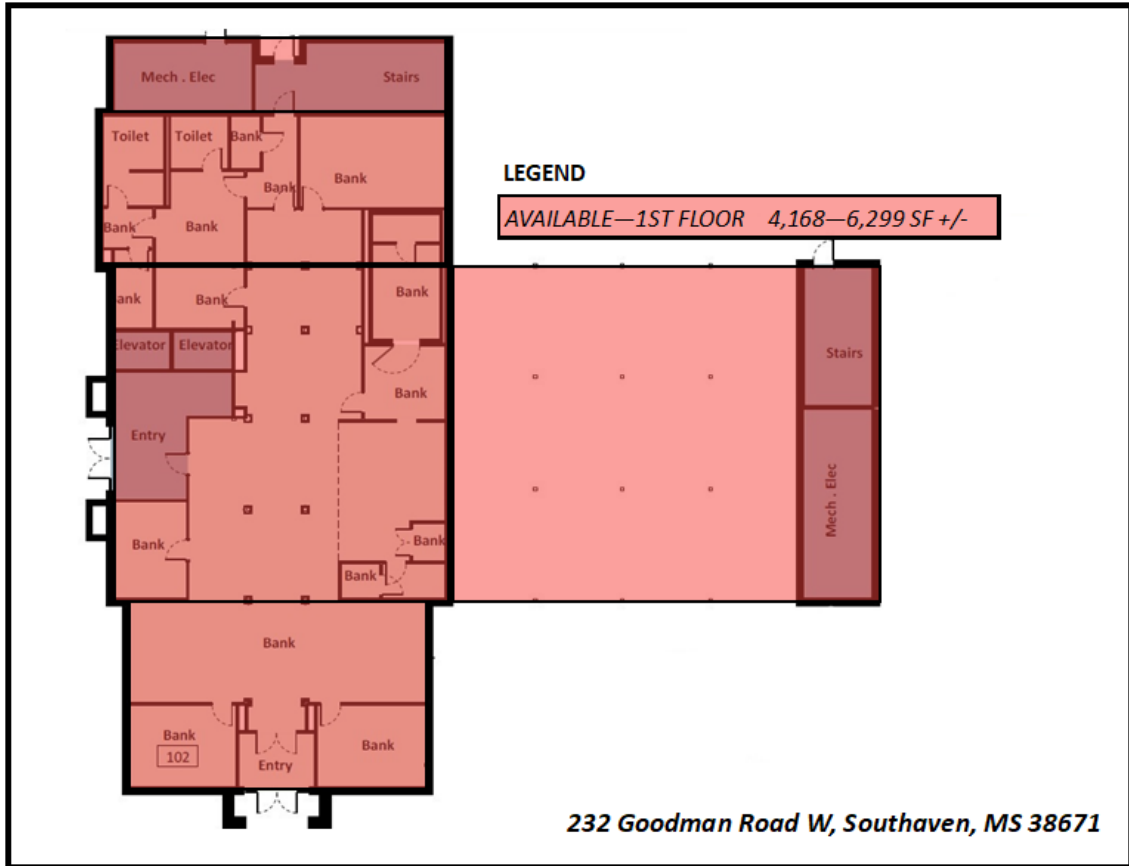 Mech . Elec
Stairs
Toilet
Toilet
Bank
Bank
Bank
Bank
Bank
LEGEND
AVAILABLE—1ST FLOOR 4,168—6,299 SF +/-
Bank
Bank
Bank
Elevator
Elevator
Stairs
Bank
Entry
Mech . Elec
Bank
Bank
Bank
Bank
Bank
102
Bank
Entry
232 Goodman Road W, Southaven, MS 38671